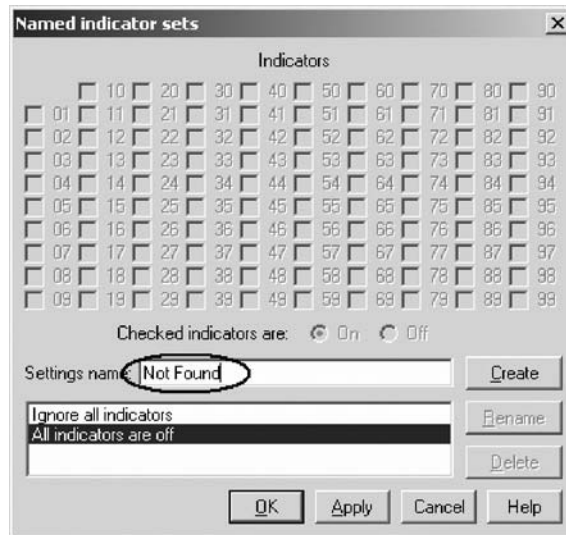 Named indicator sets
Indicators
10 20 30 40 50 60 70 80 90
01 11 21 31 41 51 61 71 81 91
02 12 22 32 42 52 62 72 82 92
03 13 23 33 43 53 63 73 83 93
04 14 24 34 44 54 64 74 84 94
05 15 25 35 45 55 65 75 85 95
06 16 26 36 46 56 66 76 86 96
07 17 27 37 47 57 67 77 87 97
08 18 28 38 48 58 68 78 88 98
09 19 29 39 49 59 69 79 89 99
Checked indicators are: On Off
Settings name: Not Found Create
Ignore all indicators Rename
All indicators are off
Delete
OK Apply Cancel Help